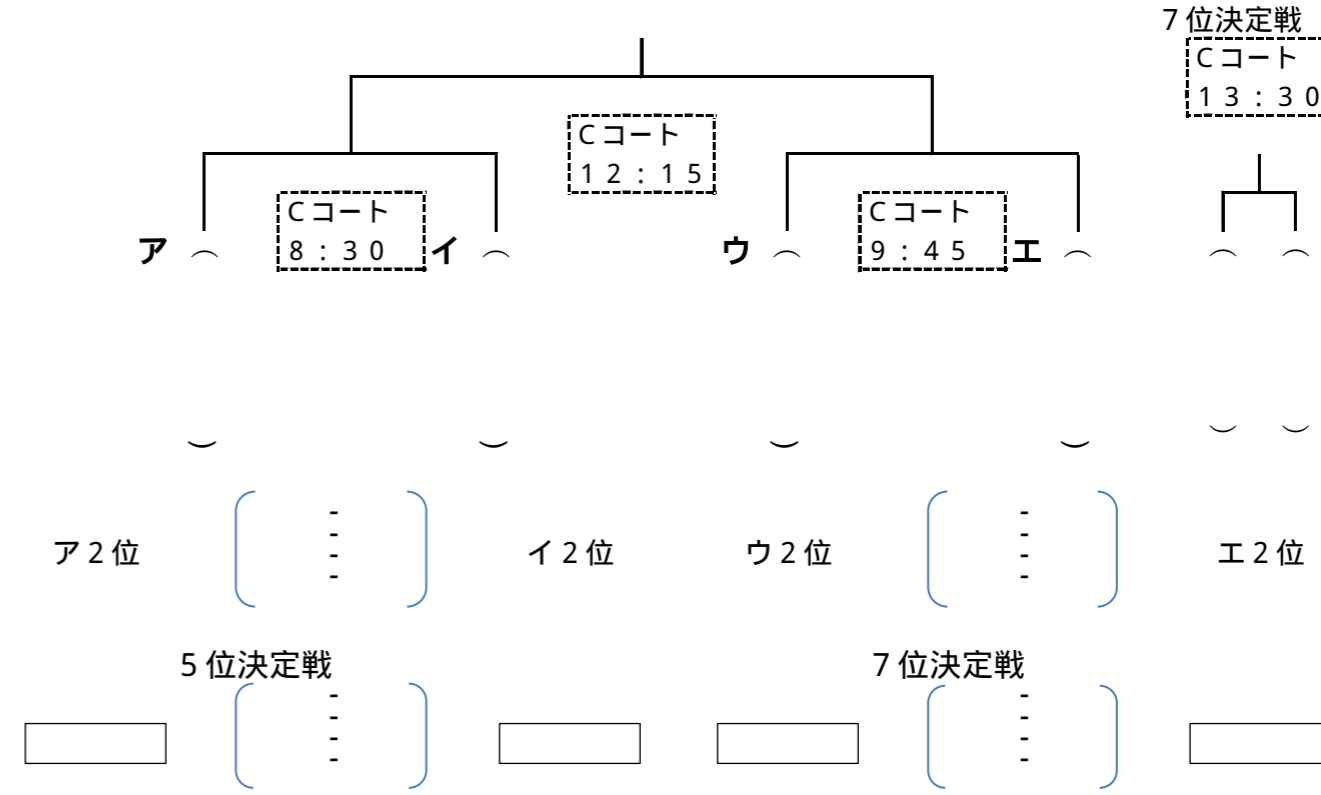 7位決定戦
Cコート
13:30
Cコート
12:15
Cコート
8:30
Cコート
9:45
ア ︵ イ ︵ ウ ︵ エ ︵ ︵ ︵
︶ ︶ ︶ ︶ ︶ ︶
ア2位
-
-
-
-
イ2位
ウ2位
-
-
-
-
エ2位
5位決定戦
-
-
-
-
7位決定戦
-
-
-
-